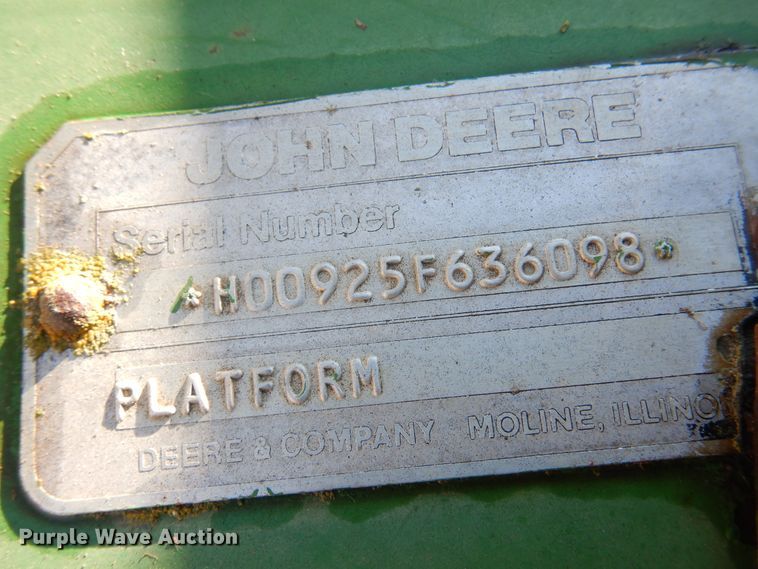 JOHN DEERE
Serial Number
*H00925F636098*
PLATFORM
DEERE & COMPANY MOLINE, ILLINO
Purple Wave Auction